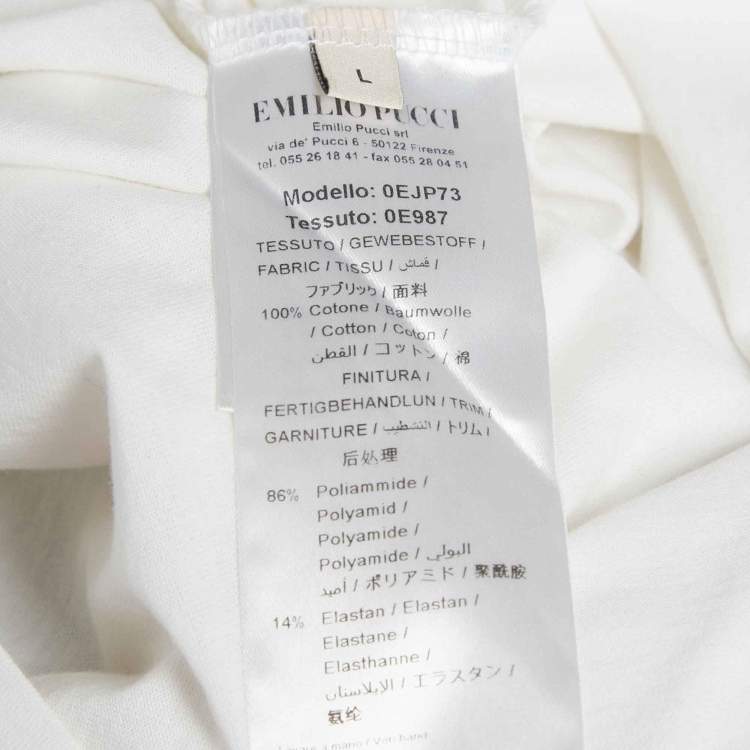 L
EMILIO PUCCI
Emilio Pucci srl
via de' Pucci 6 - 50122 Firenze
tel. 055 26 18 41 - fax 055 28 04 51
Modello: 0EJP73
Tessuto: 0E987
TESSUTO / GEWEBESTOFF /
FABRIC / TISSU / قماش /
ファブリック / 面料
100% Cotone / Baumwolle
/ Cotton / Coton /
القطن / コットン / 棉
FINITURA /
FERTIGBEHANDLUN / TRIM /
GARNITURE / التشطيب / トリム /
后处理
86% Poliammide /
Polyamid /
Polyamide /
Polyamide / البولي
أميد / ポリアミド / 聚酰胺
14% Elastan / Elastan /
Elastane /
Elasthanne /
الإيلاستان / エラスタン /
氨纶
a mano / Von hand